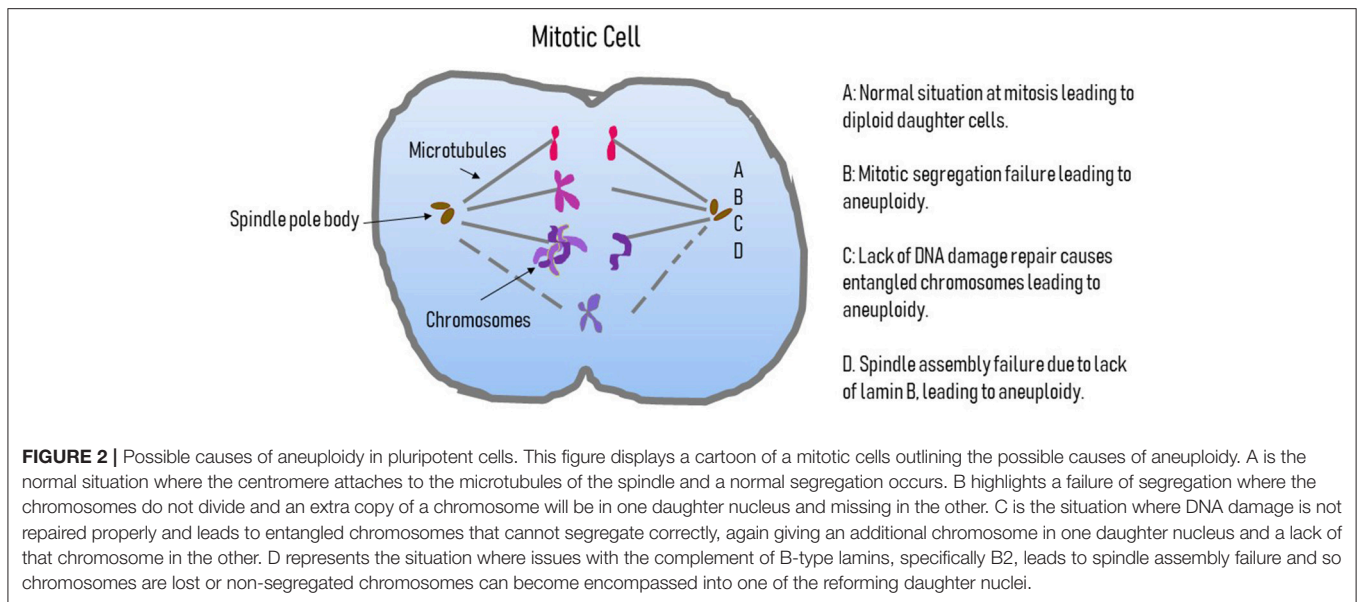 Mitotic Cell
Microtubules
Spindle pole body
Chromosomes
A
B
C
D
A: Normal situation at mitosis leading to
diploid daughter cells.
B: Mitotic segregation failure leading to
aneuploidy.
C: Lack of DNA damage repair causes
entangled chromosomes leading to
aneuploidy.
D. Spindle assembly failure due to lack
of lamin B, leading to aneuploidy.
FIGURE 2 | Possible causes of aneuploidy in pluripotent cells. This figure displays a cartoon of a mitotic cells outlining the possible causes of aneuploidy. A is the
normal situation where the centromere attaches to the microtubules of the spindle and a normal segregation occurs. B highlights a failure of segregation where the
chromosomes do not divide and an extra copy of a chromosome will be in one daughter nucleus and missing in the other. C is the situation where DNA damage is not
repaired properly and leads to entangled chromosomes that cannot segregate correctly, again giving an additional chromosome in one daughter nucleus and a lack of
that chromosome in the other. D represents the situation where issues with the complement of B-type lamins, specifically B2, leads to spindle assembly failure and so
chromosomes are lost or non-segregated chromosomes can become encompassed into one of the reforming daughter nuclei.